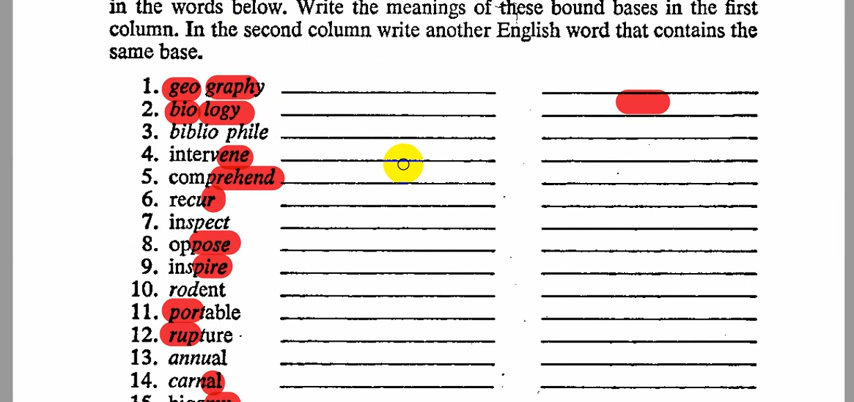 in the words below. Write the meanings of these bound bases in the first
column. In the second column write another English word that contains the
same base.
1. geo graphy
2. bio logy
3. biblio phile
4. intervene
5. comprehend
6. recur
7. inspect
8. oppose
9. inspire
10. rodent
11. portable
12. rupture
13. annual
14. carnal
15.